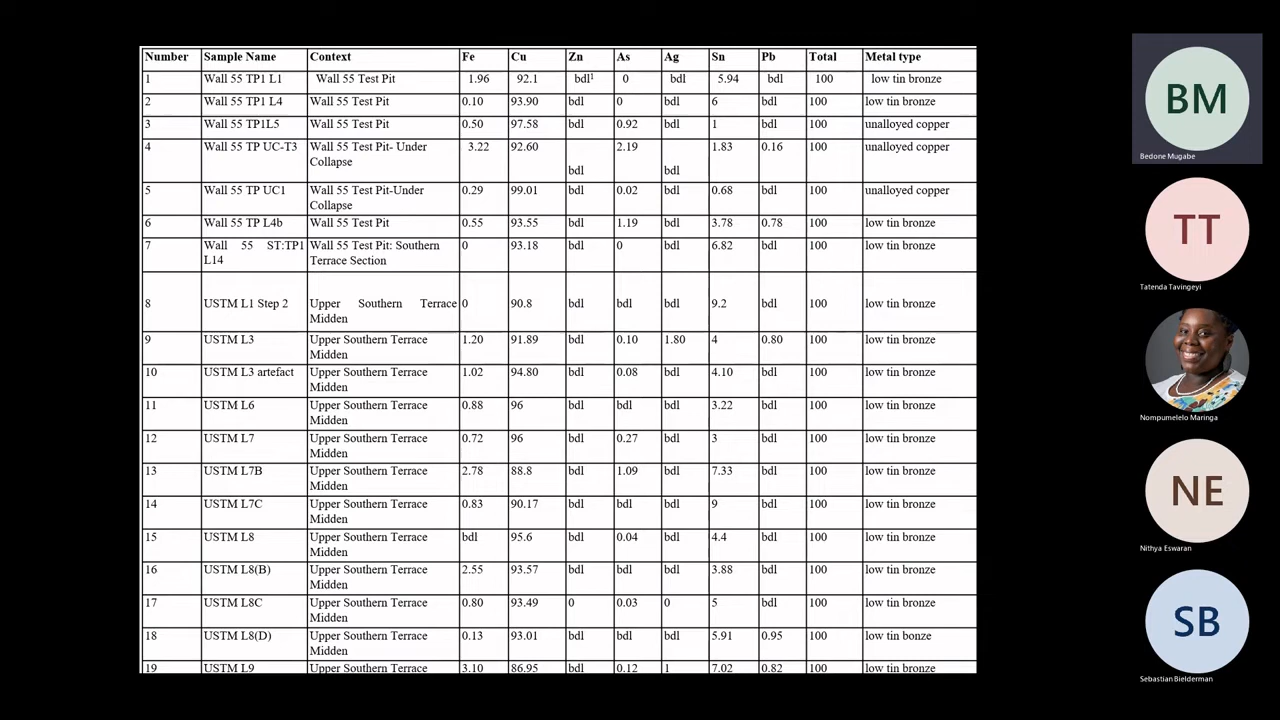 Number Sample Name Context Fe Cu Zn As Ag Sn Pb Total Metal type
1 Wall 55 TP1 L1 Wall 55 Test Pit 1.96 92.1 bdl¹ 0 bdl 5.94 bdl 100 low tin bronze
2 Wall 55 TP1 L4 Wall 55 Test Pit 0.10 93.90 bdl 0 bdl 6 bdl 100 low tin bronze
3 Wall 55 TP1L5 Wall 55 Test Pit 0.50 97.58 bdl 0.92 bdl 1 bdl 100 unalloyed copper
4 Wall 55 TP UC-T3 Wall 55 Test Pit- Under 3.22 92.60 2.19 1.83 0.16 100 unalloyed copper
Collapse
bdl bdl
5 Wall 55 TP UC1 Wall 55 Test Pit-Under 0.29 99.01 bdl 0.02 bdl 0.68 bdl 100 unalloyed copper
Collapse
6 Wall 55 TP L4b Wall 55 Test Pit 0.55 93.55 bdl 1.19 bdl 3.78 0.78 100 low tin bronze
7 Wall 55 ST:TP1 Wall 55 Test Pit: Southern 0 93.18 bdl 0 bdl 6.82 bdl 100 low tin bronze
L14 Terrace Section
8 USTM L1 Step 2 Upper Southern Terrace 0 90.8 bdl bdl bdl 9.2 bdl 100 low tin bronze
Midden
9 USTM L3 Upper Southern Terrace 1.20 91.89 bdl 0.10 1.80 4 0.80 100 low tin bronze
Midden
10 USTM L3 artefact Upper Southern Terrace 1.02 94.80 bdl 0.08 bdl 4.10 bdl 100 low tin bronze
Midden
11 USTM L6 Upper Southern Terrace 0.88 96 bdl bdl bdl 3.22 bdl 100 low tin bronze
Midden
12 USTM L7 Upper Southern Terrace 0.72 96 bdl 0.27 bdl 3 bdl 100 low tin bronze
Midden
13 USTM L7B Upper Southern Terrace 2.78 88.8 bdl 1.09 bdl 7.33 bdl 100 low tin bronze
Midden
14 USTM L7C Upper Southern Terrace 0.83 90.17 bdl bdl bdl 9 bdl 100 low tin bronze
Midden
15 USTM L8 Upper Southern Terrace bdl 95.6 bdl 0.04 bdl 4.4 bdl 100 low tin bronze
Midden
16 USTM L8(B) Upper Southern Terrace 2.55 93.57 bdl bdl bdl 3.88 bdl 100 low tin bronze
Midden
17 USTM L8C Upper Southern Terrace 0.80 93.49 0 0.03 0 5 bdl 100 low tin bronze
Midden
18 USTM L8(D) Upper Southern Terrace 0.13 93.01 bdl bdl bdl 5.91 0.95 100 low tin bonze
Midden
19 USTM L9 Upper Southern Terrace 3.10 86.95 bdl 0.12 1 7.02 0.82 100 low tin bronze
BM
Bedone Mugabe
TT
Tatenda Tavingeyi
Nompumelelo Maringa
NE
Nithya Eswaran
SB
Sebastian Bielderman